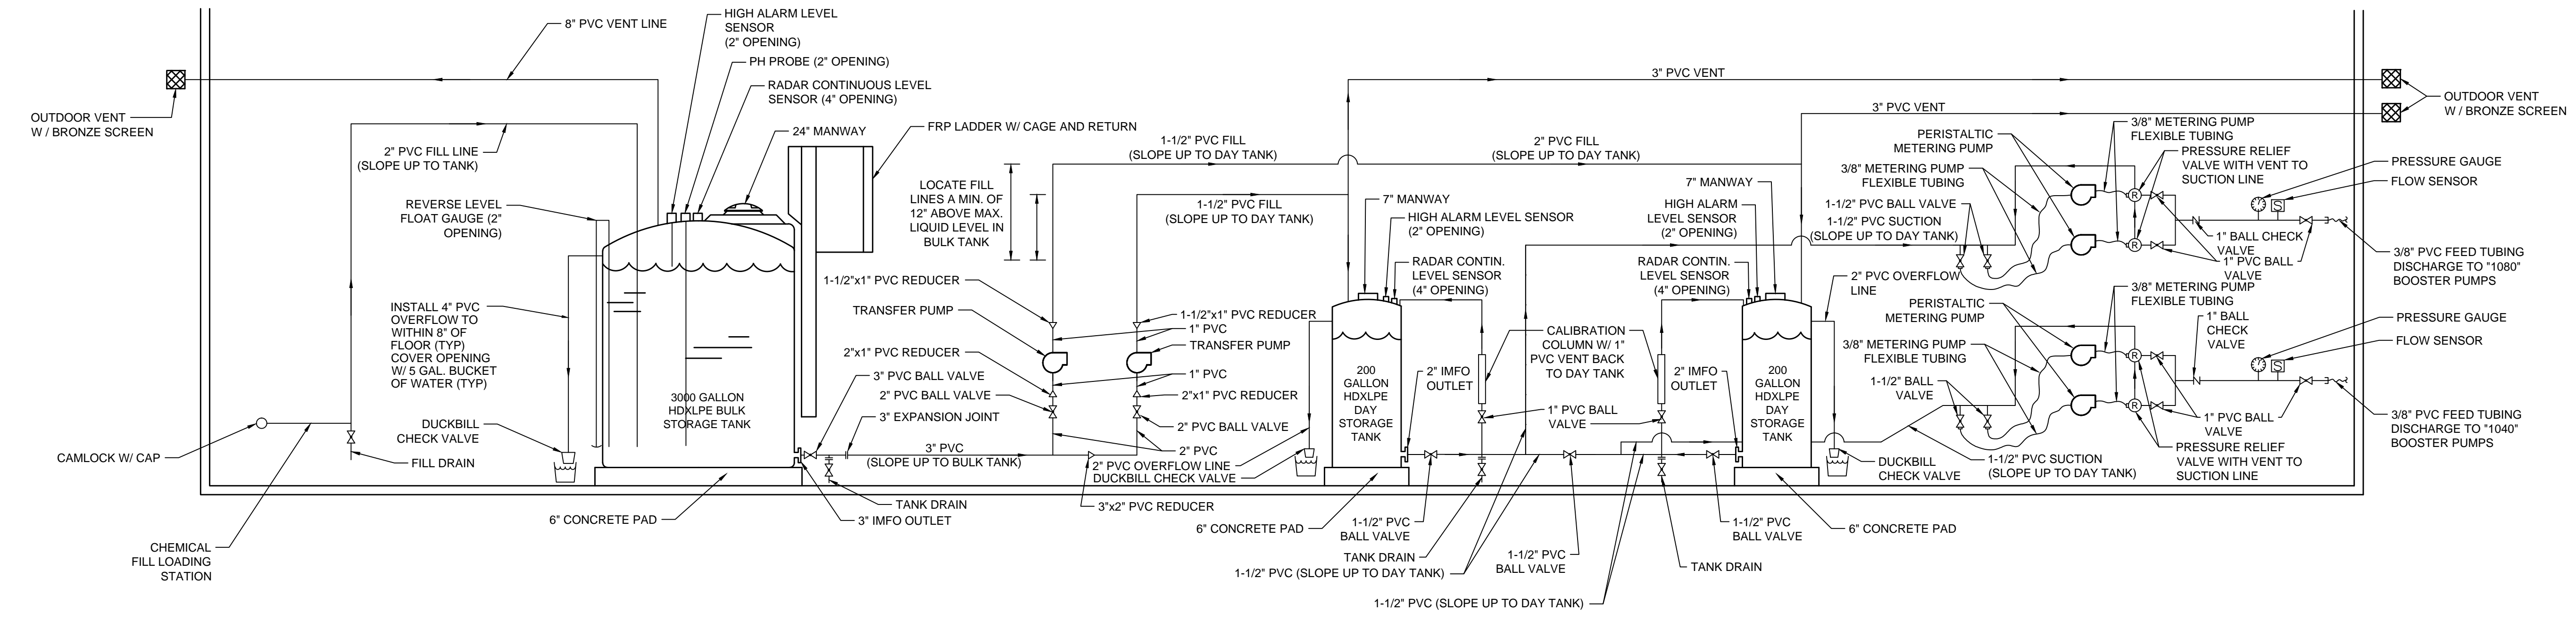 8" PVC VENT LINE
HIGH ALARM LEVEL
SENSOR
(2" OPENING)
PH PROBE (2" OPENING)
RADAR CONTINUOUS LEVEL
SENSOR (4" OPENING)
24" MANWAY
FRP LADDER W/ CAGE AND RETURN
OUTDOOR VENT
W / BRONZE SCREEN
2" PVC FILL LINE
(SLOPE UP TO TANK)
REVERSE LEVEL
FLOAT GAUGE (2"
OPENING)
INSTALL 4" PVC
OVERFLOW TO
WITHIN 8" OF
FLOOR (TYP)
COVER OPENING
W/ 5 GAL. BUCKET
OF WATER (TYP)
DUCKBILL
CHECK VALVE
CAMLOCK W/ CAP
FILL DRAIN
CHEMICAL
FILL LOADING
STATION
3000 GALLON
HDXLPE BULK
STORAGE TANK
6" CONCRETE PAD
TANK DRAIN
3" IMFO OUTLET
LOCATE FILL
LINES A MIN. OF
12" ABOVE MAX.
LIQUID LEVEL IN
BULK TANK
1-1/2"x1" PVC REDUCER
TRANSFER PUMP
2"x1" PVC REDUCER
3" PVC BALL VALVE
2" PVC BALL VALVE
3" EXPANSION JOINT
3" PVC
(SLOPE UP TO BULK TANK)
1-1/2" PVC FILL
(SLOPE UP TO DAY TANK)
1-1/2" PVC FILL
(SLOPE UP TO DAY TANK)
1-1/2"x1" PVC REDUCER
1" PVC
TRANSFER PUMP
1" PVC
2"x1" PVC REDUCER
2" PVC BALL VALVE
2" PVC
2" PVC OVERFLOW LINE
DUCKBILL CHECK VALVE
3"x2" PVC REDUCER
3" PVC VENT
2" PVC FILL
(SLOPE UP TO DAY TANK)
7" MANWAY
HIGH ALARM LEVEL SENSOR
(2" OPENING)
RADAR CONTIN.
LEVEL SENSOR
(4" OPENING)
200
GALLON
HDXLPE
DAY
STORAGE
TANK
2" IMFO
OUTLET
CALIBRATION
COLUMN W/ 1"
PVC VENT BACK
TO DAY TANK
1" PVC BALL
VALVE
6" CONCRETE PAD
1-1/2" PVC
BALL VALVE
TANK DRAIN
1-1/2" PVC (SLOPE UP TO DAY TANK)
1-1/2" PVC
BALL VALVE
1-1/2" PVC (SLOPE UP TO DAY TANK)
7" MANWAY
HIGH ALARM
LEVEL SENSOR
(2" OPENING)
RADAR CONTIN.
LEVEL SENSOR
(4" OPENING)
2" IMFO
OUTLET
200
GALLON
HDXLPE
DAY
STORAGE
TANK
TANK DRAIN
1-1/2" PVC
BALL VALVE
6" CONCRETE PAD
3" PVC VENT
1-1/2" PVC SUCTION
(SLOPE UP TO DAY TANK)
2" PVC OVERFLOW
LINE
DUCKBILL
CHECK VALVE
1-1/2" PVC SUCTION
(SLOPE UP TO DAY TANK)
PERISTALTIC
METERING PUMP
3/8" METERING PUMP
FLEXIBLE TUBING
1-1/2" PVC BALL VALVE
3/8" METERING PUMP
FLEXIBLE TUBING
PRESSURE RELIEF
VALVE WITH VENT TO
SUCTION LINE
R
R
S
1" BALL CHECK
VALVE
1" PVC BALL
VALVE
PRESSURE GAUGE
FLOW SENSOR
OUTDOOR VENT
W / BRONZE SCREEN
3/8" PVC FEED TUBING
DISCHARGE TO "1080"
BOOSTER PUMPS
PERISTALTIC
METERING PUMP
3/8" METERING PUMP
FLEXIBLE TUBING
1-1/2" BALL
VALVE
3/8" METERING PUMP
FLEXIBLE TUBING
1" BALL
CHECK
VALVE
R
R
S
PRESSURE GAUGE
FLOW SENSOR
1" PVC BALL
VALVE
PRESSURE RELIEF
VALVE WITH VENT TO
SUCTION LINE
3/8" PVC FEED TUBING
DISCHARGE TO "1040"
BOOSTER PUMPS